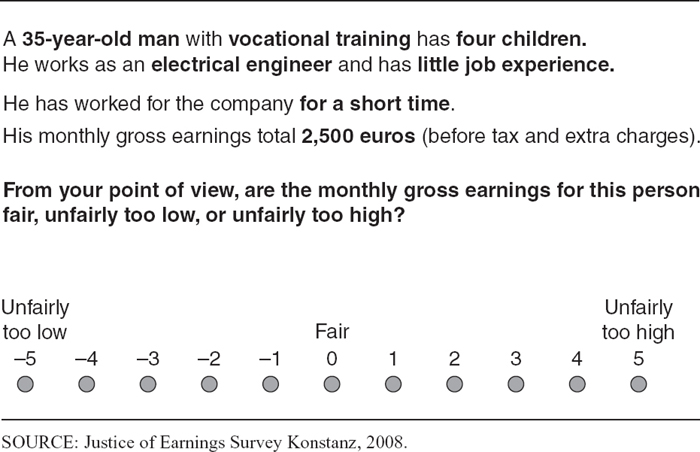 A 35-year-old man with vocational training has four children.
He works as an electrical engineer and has little job experience.
He has worked for the company for a short time.
His monthly gross earnings total 2,500 euros (before tax and extra charges).
From your point of view, are the monthly gross earnings for this person
fair, unfairly too low, or unfairly too high?
Unfairly Unfairly
too low Fair too high
–5 –4 –3 –2 –1 0 1 2 3 4 5
SOURCE: Justice of Earnings Survey Konstanz, 2008.